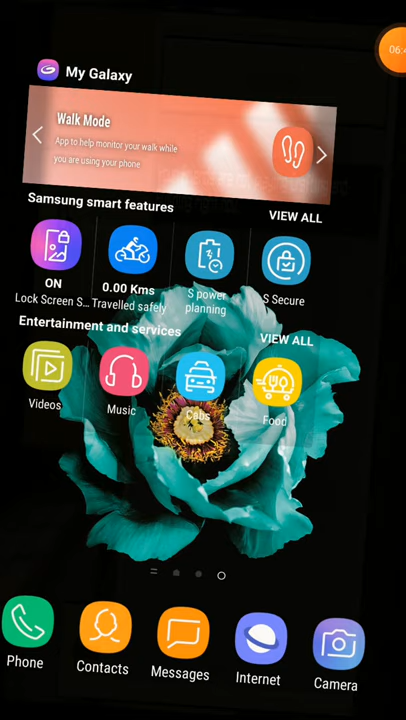 06:4
My Galaxy
Walk Mode
App to help monitor your walk while
you are using your phone
Samsung smart features
VIEW ALL
ON
Lock Screen S...
0.00 Kms
Travelled safely
S power
planning
S Secure
Entertainment and services
VIEW ALL
Videos
Music
Cabs
Food
Phone
Contacts
Messages
Internet
Camera